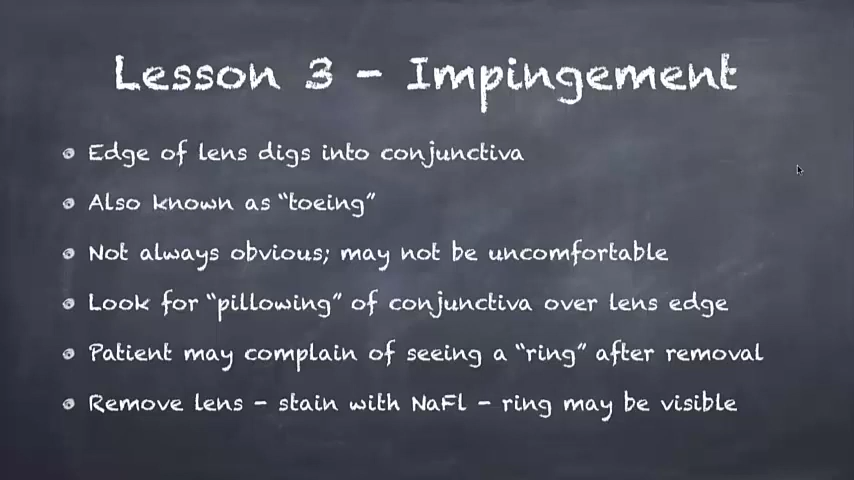 Lesson 3 - Impingement
Edge of lens digs into conjunctiva
Also known as "toeing"
Not always obvious; may not be uncomfortable
Look for "pillowing" of conjunctiva over lens edge
Patient may complain of seeing a "ring" after removal
Remove lens - stain with NaFl - ring may be visible